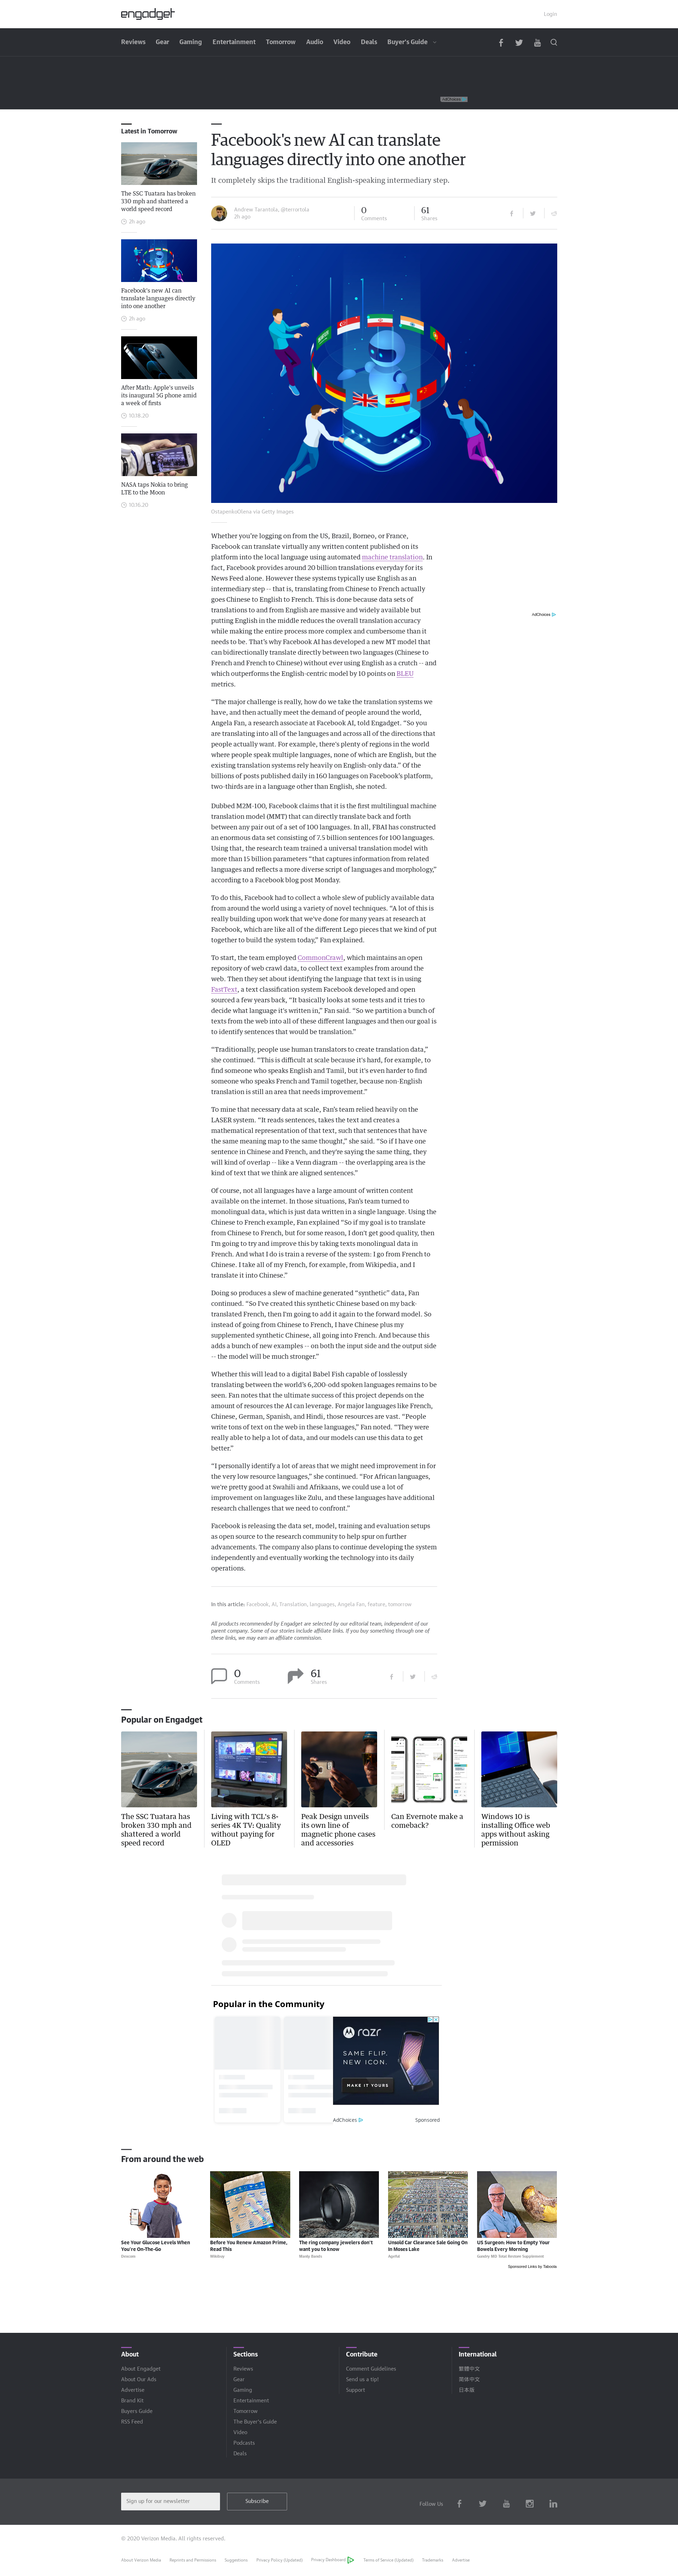 engadget
Login
Reviews Gear Gaming Entertainment Tomorrow Audio Video Deals Buyer's Guide
AdChoices
Latest in Tomorrow
The SSC Tuatara has broken
330 mph and shattered a
world speed record
2h ago
Facebook's new AI can
translate languages directly
into one another
2h ago
After Math: Apple's unveils
its inaugural 5G phone amid
a week of firsts
10.18.20
NASA taps Nokia to bring
LTE to the Moon
10.16.20
Facebook's new AI can translate
languages directly into one another
It completely skips the traditional English-speaking intermediary step.
Andrew Tarantola, @terrortola
2h ago
0
Comments
61
Shares
OstapenkoOlena via Getty Images
AdChoices
Whether you're logging on from the US, Brazil, Borneo, or France,
Facebook can translate virtually any written content published on its
platform into the local language using automated machine translation. In
fact, Facebook provides around 20 billion translations everyday for its
News Feed alone. However these systems typically use English as an
intermediary step -- that is, translating from Chinese to French actually
goes Chinese to English to French. This is done because data sets of
translations to and from English are massive and widely available but
putting English in the middle reduces the overall translation accuracy
while making the entire process more complex and cumbersome than it
needs to be. That's why Facebook AI has developed a new MT model that
can bidirectionally translate directly between two languages (Chinese to
French and French to Chinese) without ever using English as a crutch -- and
which outperforms the English-centric model by 10 points on BLEU
metrics.
“The major challenge is really, how do we take the translation systems we
have, and then actually meet the demand of people around the world,
Angela Fan, a research associate at Facebook AI, told Engadget. “So you
are translating into all of the languages and across all of the directions that
people actually want. For example, there's plenty of regions in the world
where people speak multiple languages, none of which are English, but the
existing translation systems rely heavily on English-only data.” Of the
billions of posts published daily in 160 languages on Facebook’s platform,
two-thirds are in a language other than English, she noted.
Dubbed M2M-100, Facebook claims that it is the first multilingual machine
translation model (MMT) that can directly translate back and forth
between any pair out of a set of 100 languages. In all, FBAI has constructed
an enormous data set consisting of 7.5 billion sentences for 100 languages.
Using that, the research team trained a universal translation model with
more than 15 billion parameters “that captures information from related
languages and reflects a more diverse script of languages and morphology,”
according to a Facebook blog post Monday.
To do this, Facebook had to collect a whole slew of publicly available data
from around the world using a variety of novel techniques. “A lot of this is
really building upon work that we've done for many years at research at
Facebook, which are like all of the different Lego pieces that we kind of put
together to build the system today,” Fan explained.
To start, the team employed CommonCrawl, which maintains an open
repository of web crawl data, to collect text examples from around the
web. Then they set about identifying the language that text is in using
FastText, a text classification system Facebook developed and open
sourced a few years back, “It basically looks at some tests and it tries to
decide what language it's written in,” Fan said. “So we partition a bunch of
texts from the web into all of these different languages and then our goal is
to identify sentences that would be translation.”
“Traditionally, people use human translators to create translation data,”
she continued. “This is difficult at scale because it's hard, for example, to
find someone who speaks English and Tamil, but it's even harder to find
someone who speaks French and Tamil together, because non-English
translation is still an area that needs improvement.”
To mine that necessary data at scale, Fan’s team relied heavily on the
LASER system. “It reads sentences, takes the text and creates a
mathematical representation of that text, such that sentences that have
the same meaning map to the same thought,” she said. “So if I have one
sentence in Chinese and French, and they're saying the same thing, they
will kind of overlap -- like a Venn diagram -- the overlapping area is the
kind of text that we think are aligned sentences.”
Of course, not all languages have a large amount of written content
available on the internet. In those situations, Fan’s team turned to
monolingual data, which is just data written in a single language. Using the
Chinese to French example, Fan explained “So if my goal is to translate
from Chinese to French, but for some reason, I don't get good quality, then
I'm going to try and improve this by taking texts monolingual data in
French. And what I do is train a reverse of the system: I go from French to
Chinese. I take all of my French, for example, from Wikipedia, and I
translate it into Chinese.”
Doing so produces a slew of machine generated “synthetic” data, Fan
continued. “So I've created this synthetic Chinese based on my back-
translated French, then I'm going to add it again to the forward model. So
instead of going from Chinese to French, I have Chinese plus my
supplemented synthetic Chinese, all going into French. And because this
adds a bunch of new examples -- on both the input side and the output side
-- the model will be much stronger.”
Whether this will lead to a digital Babel Fish capable of losslessly
translating between the world’s 6,200-odd spoken languages remains to be
seen. Fan notes that the ultimate success of this project depends on the
amount of resources the AI can leverage. For major languages like French,
Chinese, German, Spanish, and Hindi, those resources are vast. “People
write tons of text on the web in these languages,” Fan noted. “They were
really able to help a lot of data, and our models can use this data to get
better.”
“I personally identify a lot of areas that we might need improvement in for
the very low resource languages,” she continued. “For African languages,
we're pretty good at Swahili and Afrikaans, we could use a lot of
improvement on languages like Zulu, and these languages have additional
research challenges that we need to confront.”
Facebook is releasing the data set, model, training and evaluation setups
as open source to the research community to help spur on further
advancements. The company also plans to continue developing the system
independently and eventually working the technology into its daily
operations.
In this article: Facebook, AI, Translation, languages, Angela Fan, feature, tomorrow
All products recommended by Engadget are selected by our editorial team, independent of our
parent company. Some of our stories include affiliate links. If you buy something through one of
these links, we may earn an affiliate commission.
0
Comments
61
Shares
Popular on Engadget
The SSC Tuatara has
broken 330 mph and
shattered a world
speed record
Living with TCL's 8-
series 4K TV: Quality
without paying for
OLED
Peak Design unveils
its own line of
magnetic phone cases
and accessories
Can Evernote make a
comeback?
Windows 10 is
installing Office web
apps without asking
permission
Popular in the Community
razr
SAME FLIP.
NEW ICON.
MAKE IT YOURS
AdChoices
Sponsored
From around the web
See Your Glucose Levels When
You're On-The-Go
Dexcom
Before You Renew Amazon Prime,
Read This
Wikibuy
The ring company jewelers don't
want you to know
Manly Bands
Unsold Car Clearance Sale Going On
In Moses Lake
Agelist
US Surgeon: How to Empty Your
Bowels Every Morning
Gundry MD Total Restore Supplement
Sponsored Links by Taboola
About
About Engadget
About Our Ads
Advertise
Brand Kit
Buyers Guide
RSS Feed
Sections
Reviews
Gear
Gaming
Entertainment
Tomorrow
The Buyer's Guide
Video
Podcasts
Deals
Contribute
Comment Guidelines
Send us a tip!
Support
International
繁體中文
简体中文
日本版
Sign up for our newsletter
Subscribe
Follow Us
© 2020 Verizon Media. All rights reserved.
About Verizon Media Reprints and Permissions Suggestions Privacy Policy (Updated) Privacy Dashboard Terms of Service (Updated) Trademarks Advertise